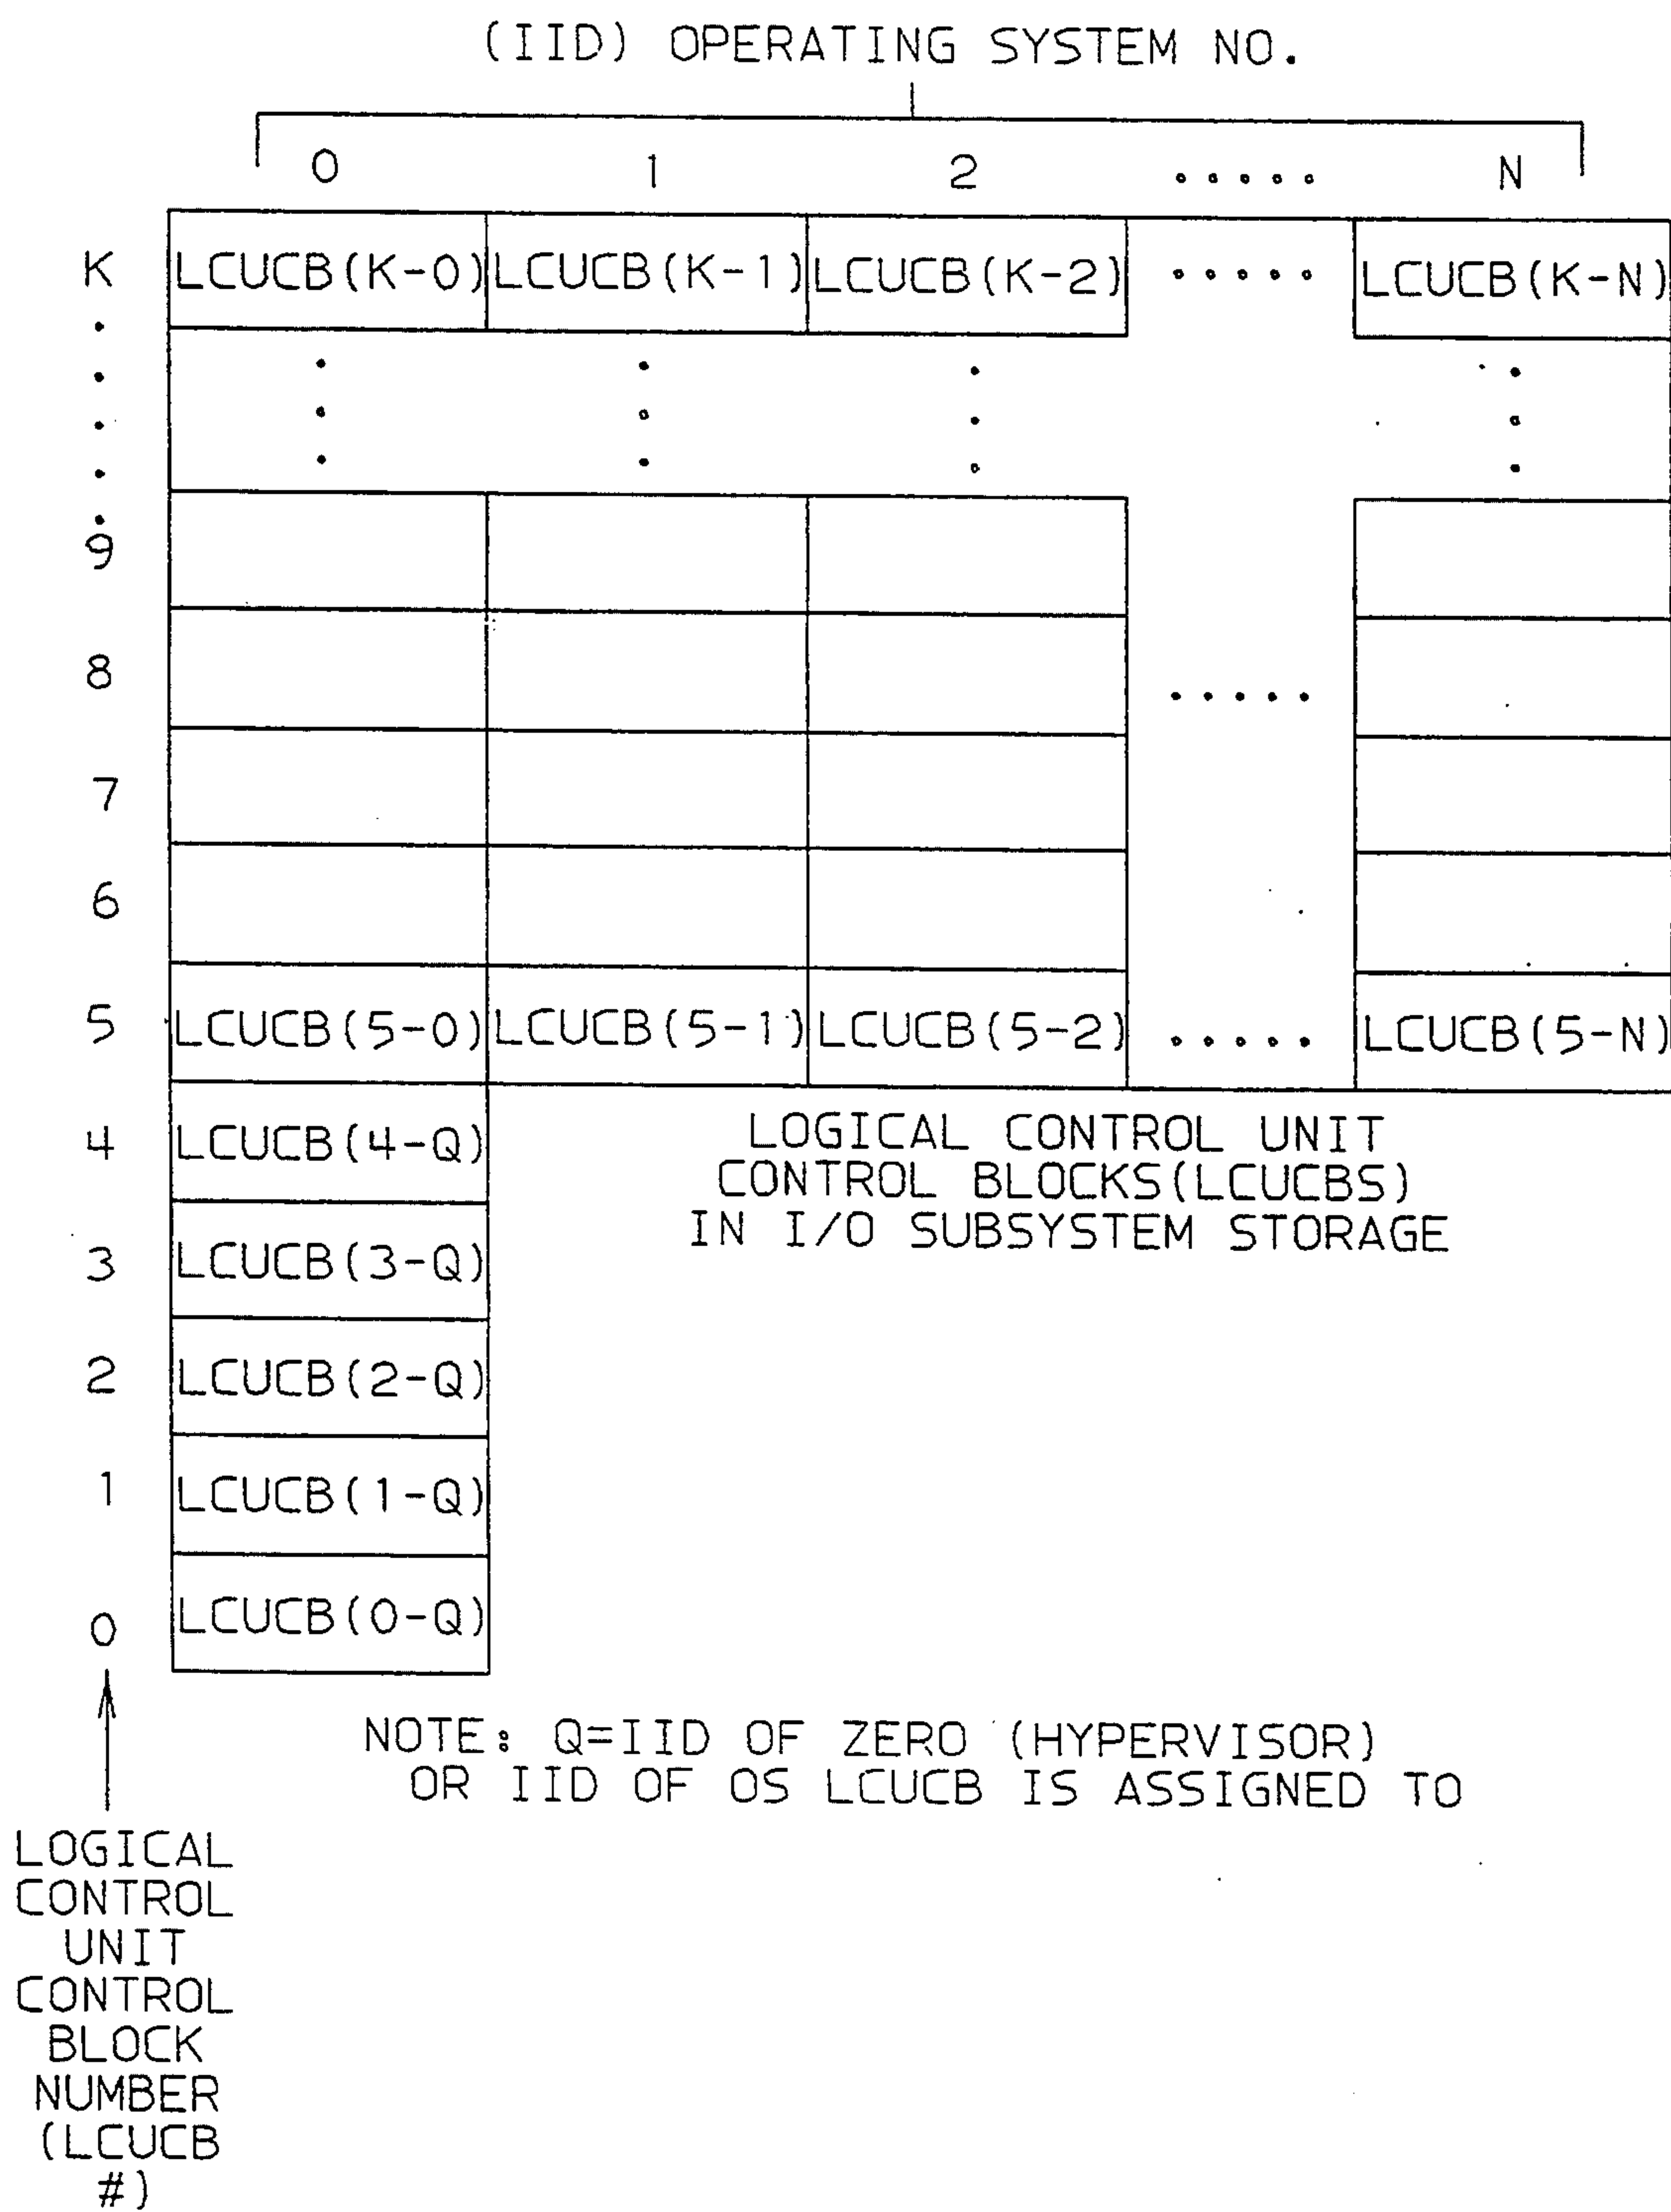 (IID) OPERATING SYSTEM NO.
0 1 2 ..... N
K LCUCB(K-0) LCUCB(K-1) LCUCB(K-2) ..... LCUCB(K-N)
9
8 .....
7
6
5 LCUCB(5-0) LCUCB(5-1) LCUCB(5-2) ..... LCUCB(5-N)
4 LCUCB(4-Q)
LOGICAL CONTROL UNIT
CONTROL BLOCKS(LCUCBS)
IN I/O SUBSYSTEM STORAGE
3 LCUCB(3-Q)
2 LCUCB(2-Q)
1 LCUCB(1-Q)
0 LCUCB(0-Q)
NOTE: Q=IID OF ZERO (HYPERVISOR)
OR IID OF OS LCUCB IS ASSIGNED TO
LOGICAL
CONTROL
UNIT
CONTROL
BLOCK
NUMBER
(LCUCB
#)